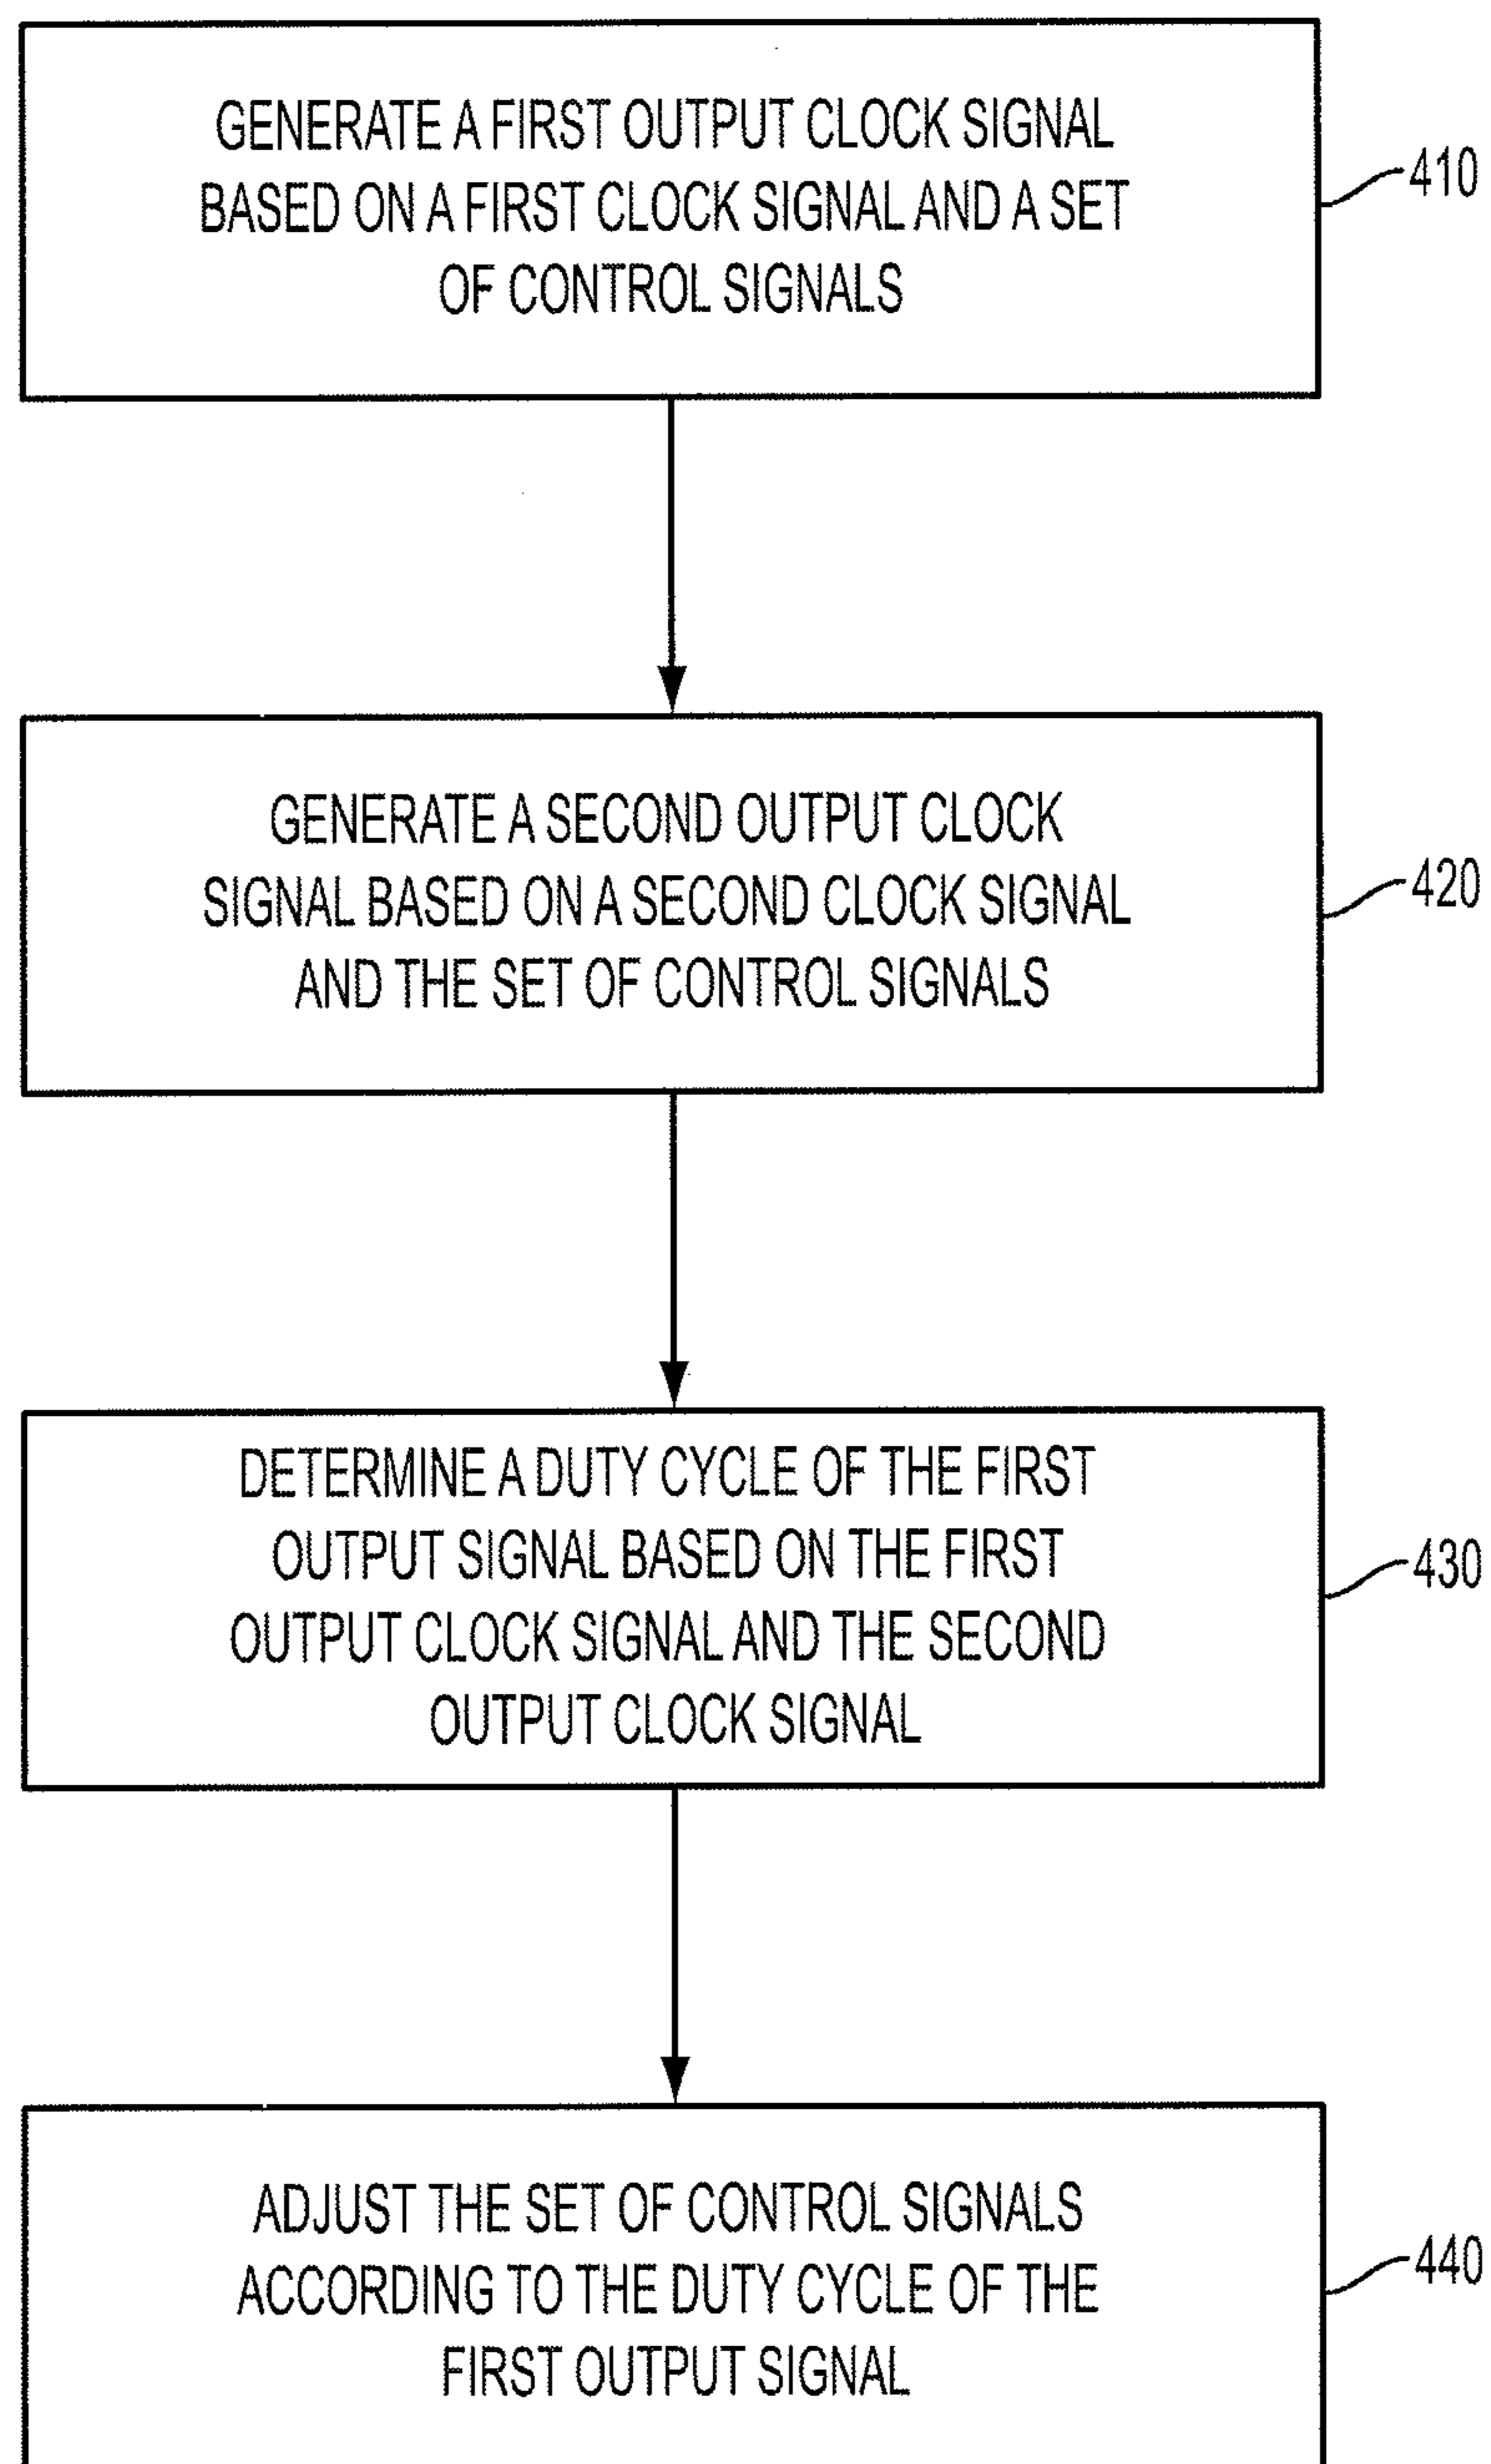 GENERATE A FIRST OUTPUT CLOCK SIGNAL
BASED ON A FIRST CLOCK SIGNAL AND A SET
OF CONTROL SIGNALS
410
GENERATE A SECOND OUTPUT CLOCK
SIGNAL BASED ON A SECOND CLOCK SIGNAL
AND THE SET OF CONTROL SIGNALS
420
DETERMINE A DUTY CYCLE OF THE FIRST
OUTPUT SIGNAL BASED ON THE FIRST
OUTPUT CLOCK SIGNAL AND THE SECOND
OUTPUT CLOCK SIGNAL
430
ADJUST THE SET OF CONTROL SIGNALS
ACCORDING TO THE DUTY CYCLE OF THE
FIRST OUTPUT SIGNAL
440